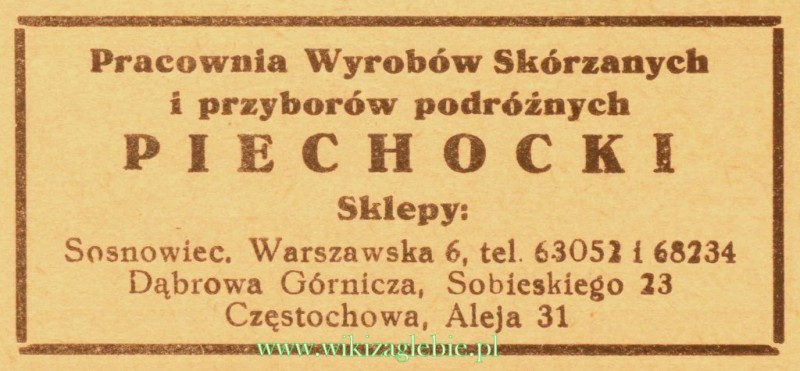 Pracownia Wyrobów Skórzanych
i przyborów podróżnych
PIECHOCKI
Sklepy:
Sosnowiec. Warszawska 6, tel. 63052 i 68234
Dąbrowa Górnicza, Sobieskiego 23
Częstochowa, Aleja 31
www.wikizaglebie.pl